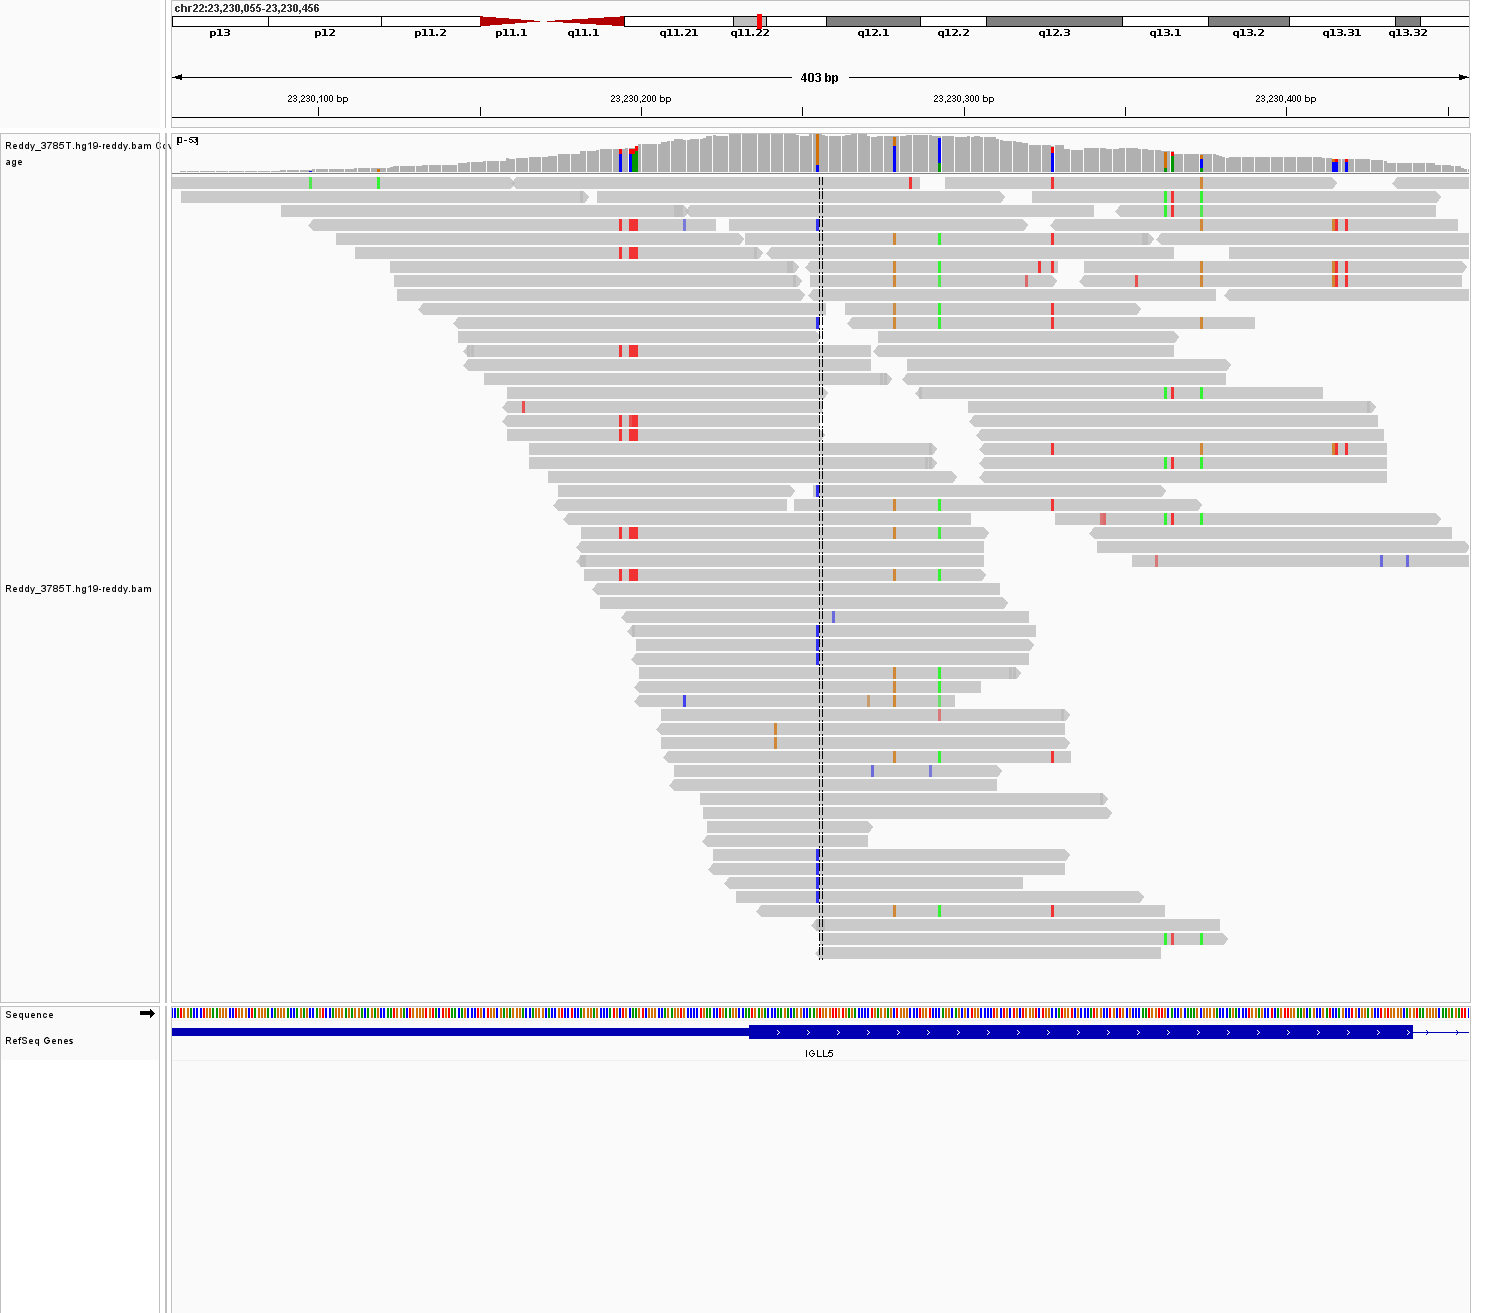 chr22:23,230,055-23,230,456
p13 p12 p11.2 p11.1 q11.1 q11.21 q11.22 q12.1 q12.2 q12.3 q13.1 q13.2 q13.31 q13.32
403 bp
23,230,100 bp 23,230,200 bp 23,230,300 bp 23,230,400 bp
Reddy_3785T.hg19-reddy.bam Cov
age
Reddy_3785T.hg19-reddy.bam
Sequence
RefSeq Genes
IGLL5